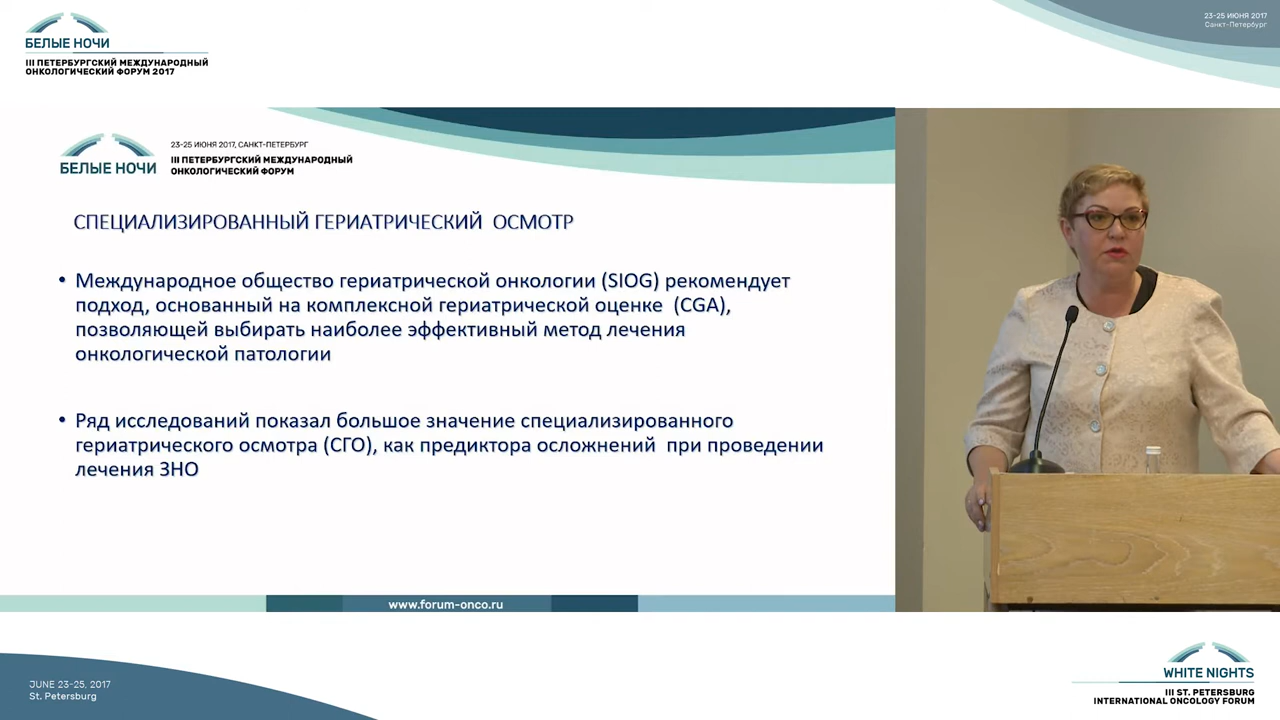 БЕЛЫЕ НОЧИ
III ПЕТЕРБУРГСКИЙ МЕЖДУНАРОДНЫЙ
ОНКОЛОГИЧЕСКИЙ ФОРУМ 2017
23-25 ИЮНЯ 2017
Санкт-Петербург
БЕЛЫЕ НОЧИ
23-25 ИЮНЯ 2017, САНКТ-ПЕТЕРБУРГ
III ПЕТЕРБУРГСКИЙ МЕЖДУНАРОДНЫЙ
ОНКОЛОГИЧЕСКИЙ ФОРУМ
СПЕЦИАЛИЗИРОВАННЫЙ ГЕРИАТРИЧЕСКИЙ ОСМОТР
• Международное общество гериатрической онкологии (SIOG) рекомендует
подход, основанный на комплексной гериатрической оценке (CGA),
позволяющей выбирать наиболее эффективный метод лечения
онкологической патологии
• Ряд исследований показал большое значение специализированного
гериатрического осмотра (СГО), как предиктора осложнений при проведении
лечения ЗНО
www.forum-onco.ru
JUNE 23-25, 2017
St. Petersburg
WHITE NIGHTS
III ST. PETERSBURG
INTERNATIONAL ONCOLOGY FORUM